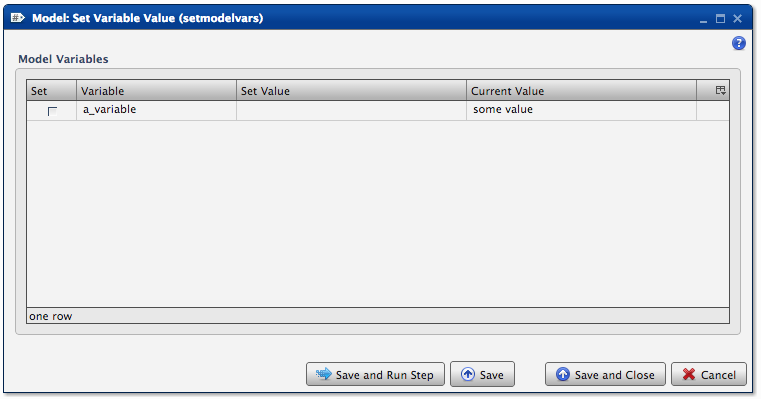 Model: Set Variable Value (setmodelvars)
?
Model Variables
Set Variable Set Value Current Value
a_variable some value
one row
Save and Run Step Save Save and Close Cancel